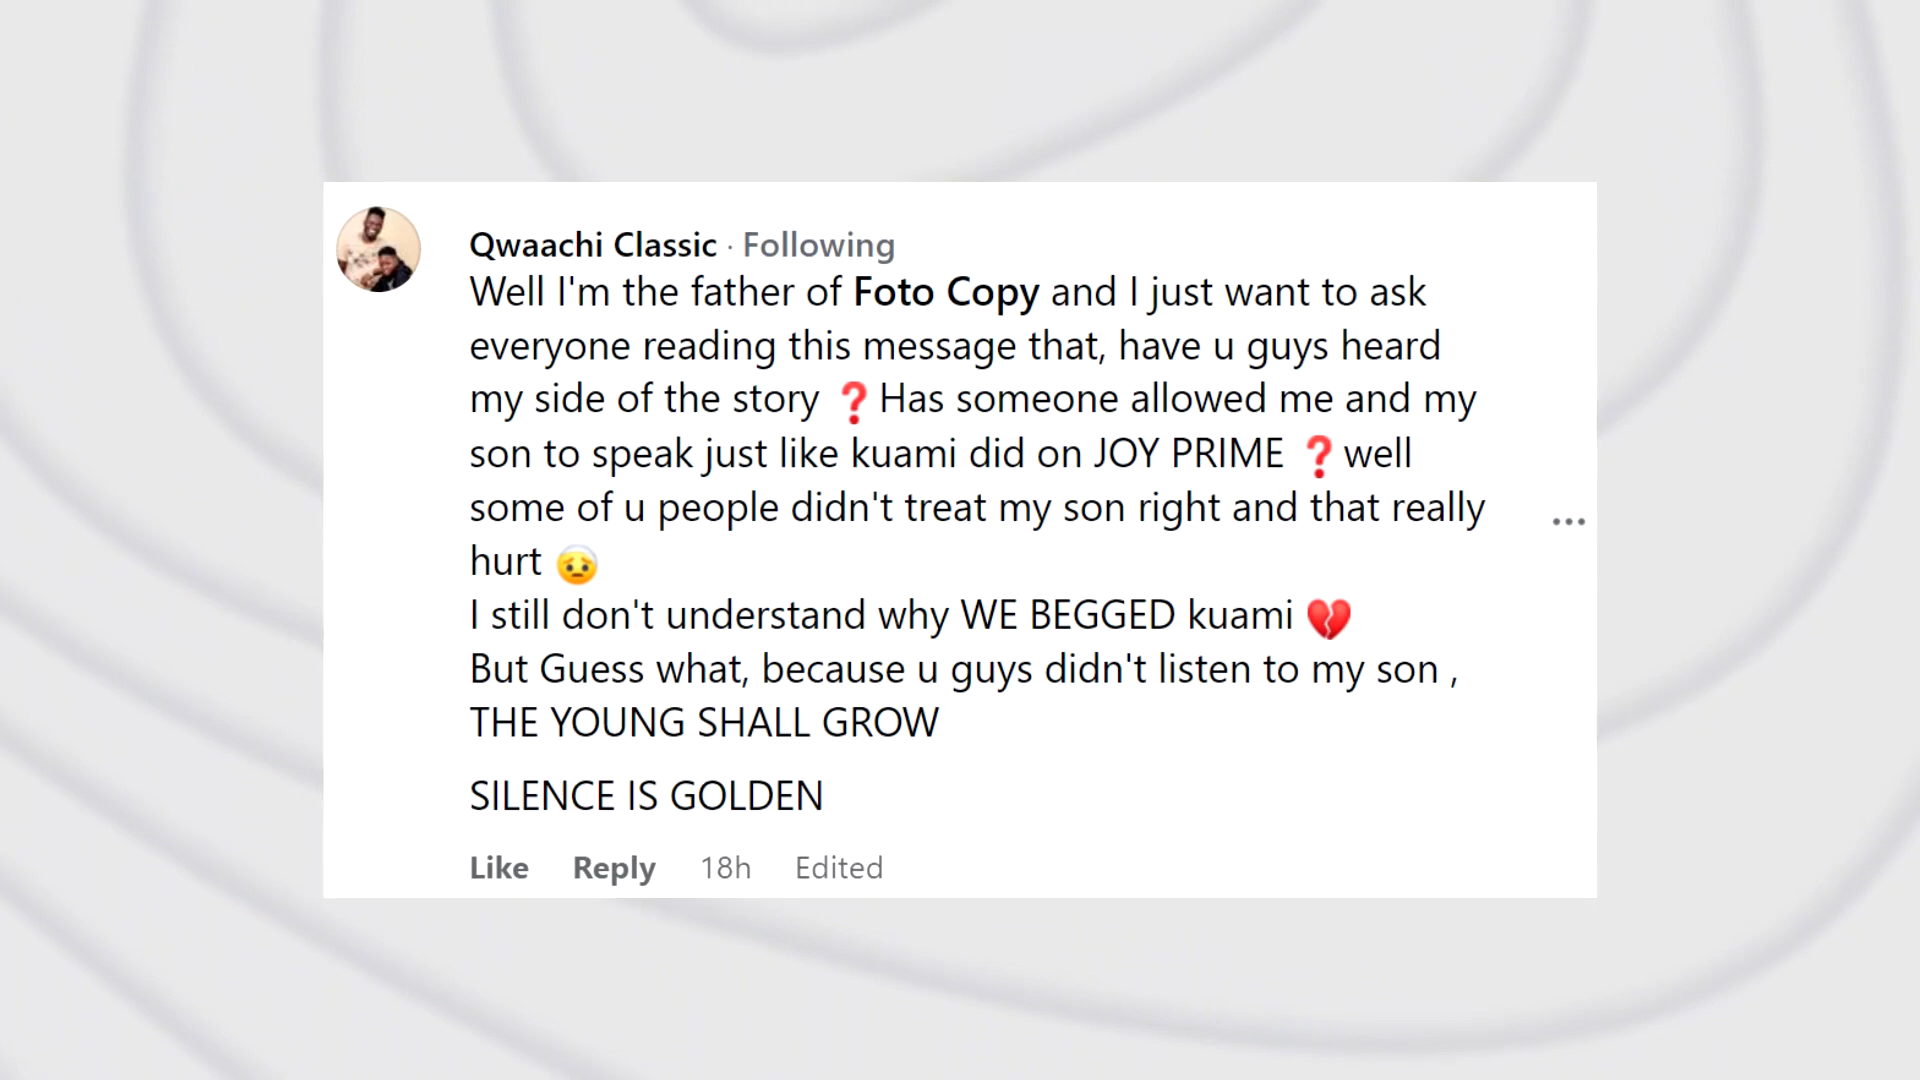 Qwaachi Classic · Following
Well I'm the father of Foto Copy and I just want to ask
everyone reading this message that, have u guys heard
my side of the story ❓Has someone allowed me and my
son to speak just like kuami did on JOY PRIME ❓well
some of u people didn't treat my son right and that really
hurt 🤕
I still don't understand why WE BEGGED kuami 💔
But Guess what, because u guys didn't listen to my son ,
THE YOUNG SHALL GROW
SILENCE IS GOLDEN
Like Reply 18h Edited